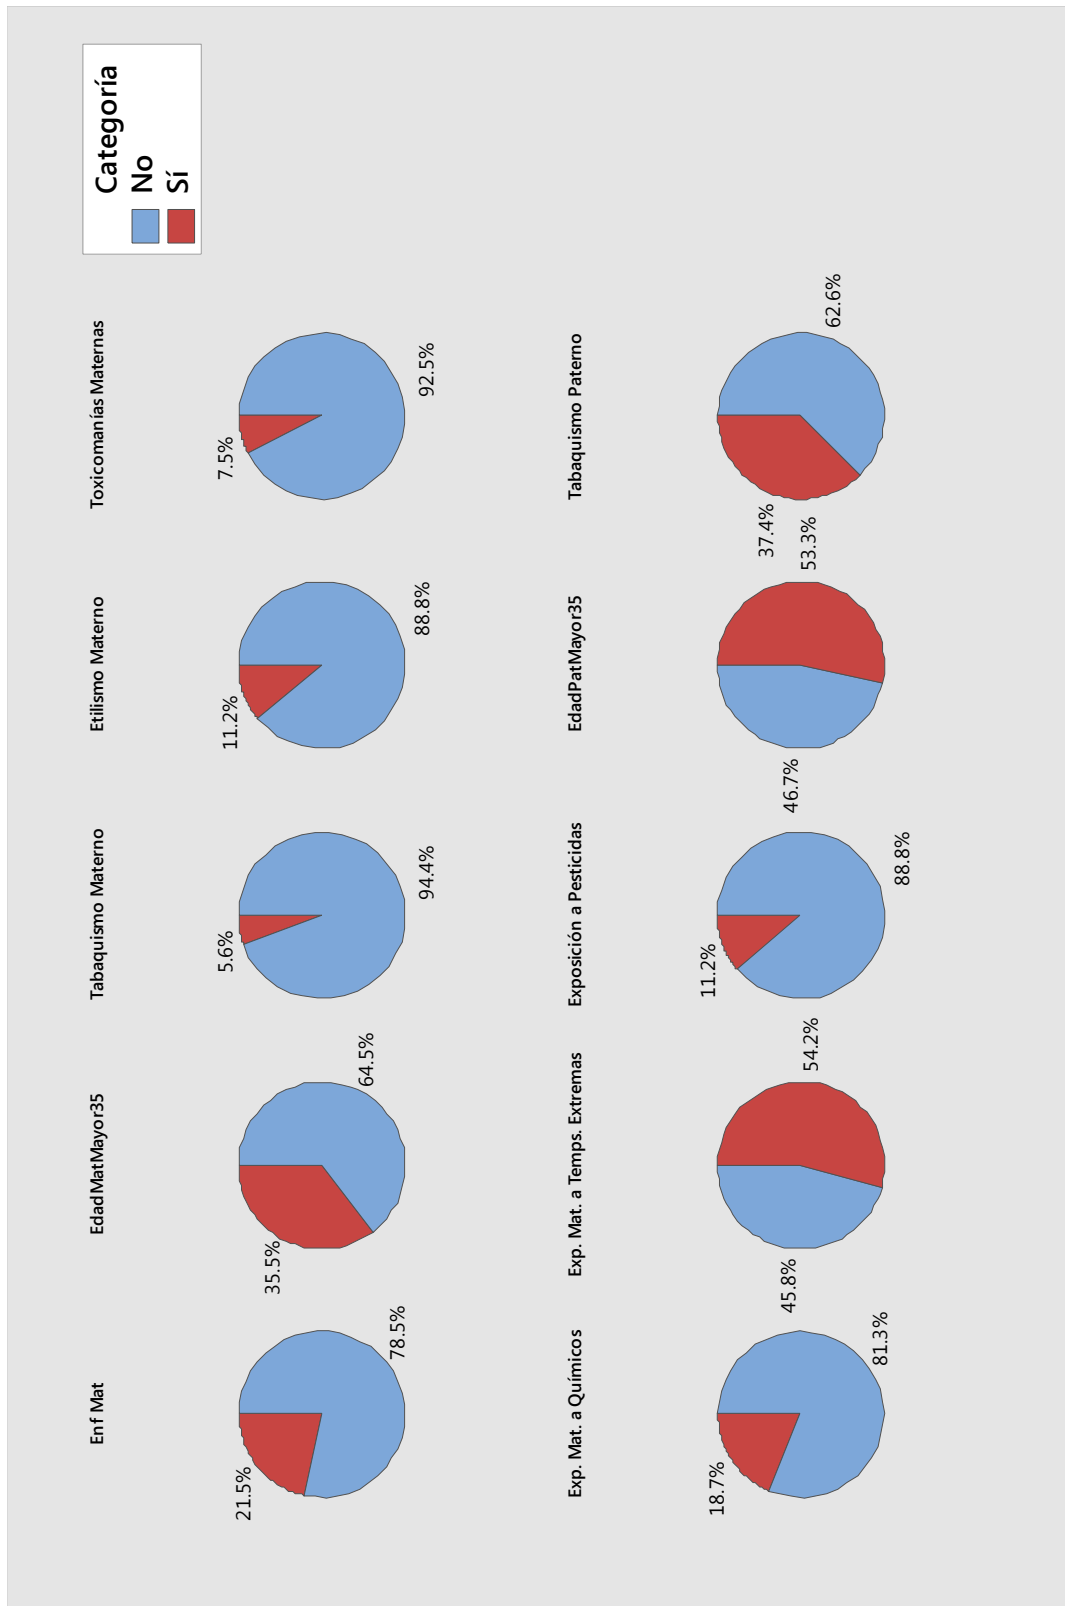 Categoría
No
Sí
Enf Mat
21.5%
78.5%
EdadMatMayor35
35.5%
64.5%
Tabaquismo Materno
5.6%
94.4%
Etilismo Materno
11.2%
88.8%
Toxicomanías Maternas
7.5%
92.5%
Exp. Mat. a Químicos
18.7%
81.3%
Exp. Mat. a Temps. Extremas
45.8%
54.2%
Exposición a Pesticidas
11.2%
88.8%
EdadPatMayor35
46.7%
53.3%
Tabaquismo Paterno
37.4%
62.6%